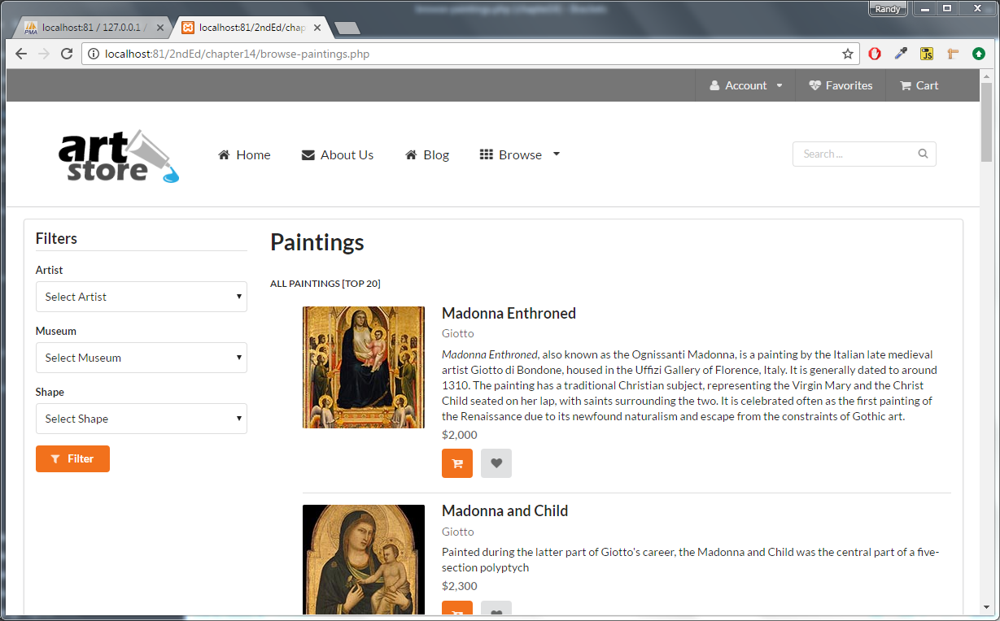 Randy
PMA
localhost:81 / 127.0.0.1 /
localhost:81/2ndEd/chap
localhost:81/2ndEd/chapter14/browse-paintings.php
JS
Account
Favorites
Cart
art
store
Home
About Us
Blog
Browse
Search ...
Filters
Artist
Select Artist
Museum
Select Museum
Shape
Select Shape
Filter
Paintings
ALL PAINTINGS [TOP 20]
Madonna Enthroned
Giotto
Madonna Enthroned, also known as the Ognissanti Madonna, is a painting by the Italian late medieval
artist Giotto di Bondone, housed in the Uffizi Gallery of Florence, Italy. It is generally dated to around
1310. The painting has a traditional Christian subject, representing the Virgin Mary and the Christ
Child seated on her lap, with saints surrounding the two. It is celebrated often as the first painting of
the Renaissance due to its newfound naturalism and escape from the constraints of Gothic art.
$2,000
Madonna and Child
Giotto
Painted during the latter part of Giotto's career, the Madonna and Child was the central part of a five-
section polyptych
$2,300